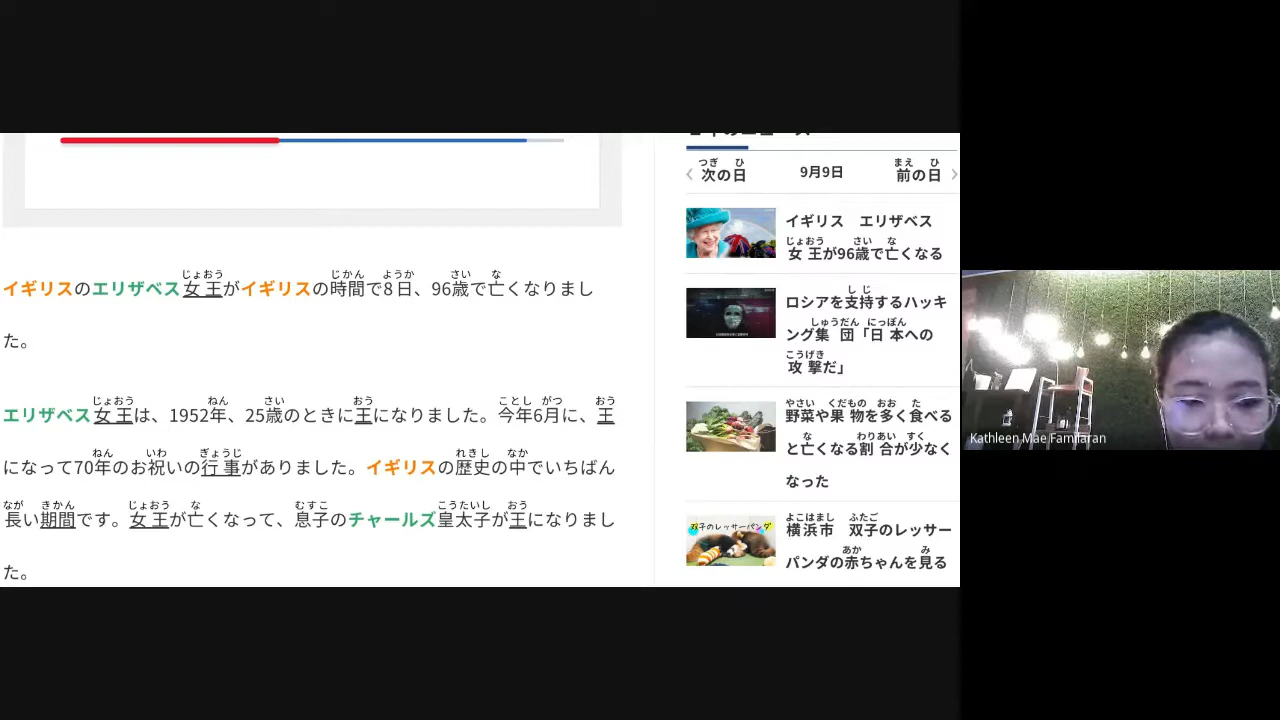 イギリスのエリザベス女王がイギリスの時間で8日、96歳で亡くなりまし
た。
エリザベス女王は、1952年、25歳のときに王になりました。今年6月に、王
になって70年のお祝いの行事がありました。イギリスの歴史の中でいちばん
長い期間です。女王が亡くなって、息子のチャールズ皇太子が王になりまし
た。
次の日 9月9日 前の日
イギリス エリザベス
女王が96歳で亡くなる
ロシアを支持するハッキ
ング集団「日本への
攻撃だ」
野菜や果物を多く食べる
と亡くなる割合が少なく
なった
双子のレッサーパンダ
横浜市 双子のレッサー
パンダの赤ちゃんを見る
Kathleen Mae Familaran